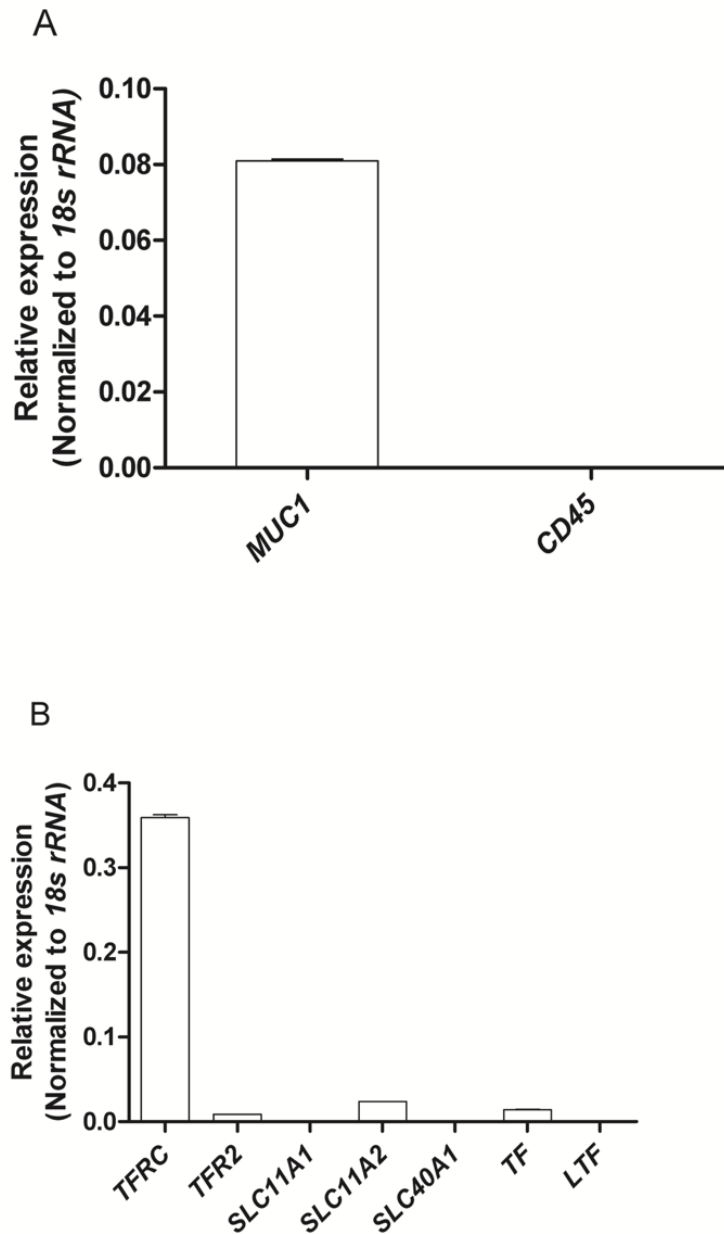 A
Relative expression
(Normalized to 18s rRNA)
0.10
0.08
0.06
0.04
0.02
0.00
MUC1
CD45
B
Relative expression
(Normalized to 18s rRNA)
0.4
0.3
0.2
0.1
0.0
TFRC
TFR2
SLC11A1
SLC11A2
SLC40A1
TF
LTF